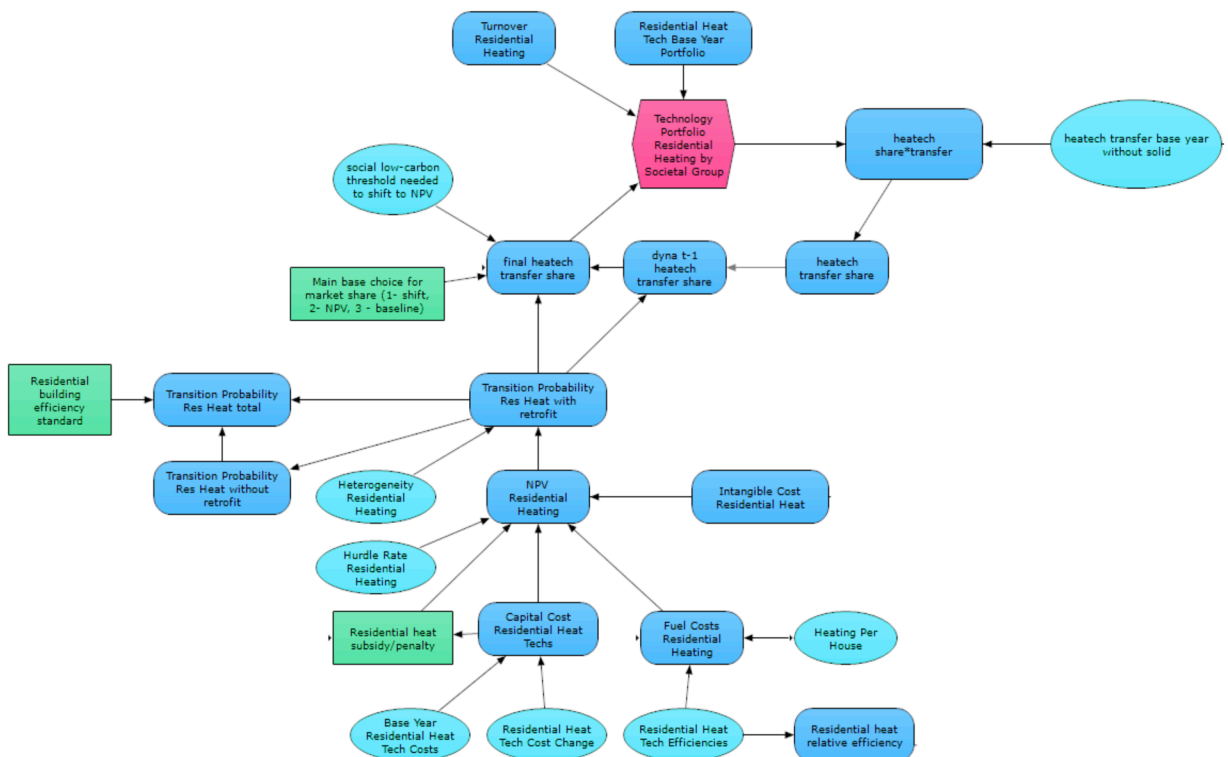 Turnover
Residential
Heating
Residential Heat
Tech Base Year
Portfolio
Technology
Portfolio
Residential
Heating by
Societal Group
heatech
share*transfer
heatech transfer base year
without solid
social low-carbon
threshold needed
to shift to NPV
final heatech
transfer share
dyna t-1
heatech
transfer share
heatech
transfer share
Main base choice for
market share (1- shift,
2- NPV, 3 - baseline)
Residential
building
efficiency
standard
Transition Probability
Res Heat total
Transition Probability
Res Heat with
retrofit
Transition Probability
Res Heat without
retrofit
Heterogeneity
Residential
Heating
NPV
Residential
Heating
Intangible Cost
Residential Heat
Hurdle Rate
Residential
Heating
Residential heat
subsidy/penalty
Capital Cost
Residential Heat
Techs
Fuel Costs
Residential
Heating
Heating Per
House
Base Year
Residential Heat
Tech Costs
Residential Heat
Tech Cost Change
Residential Heat
Tech Efficiencies
Residential heat
relative efficiency